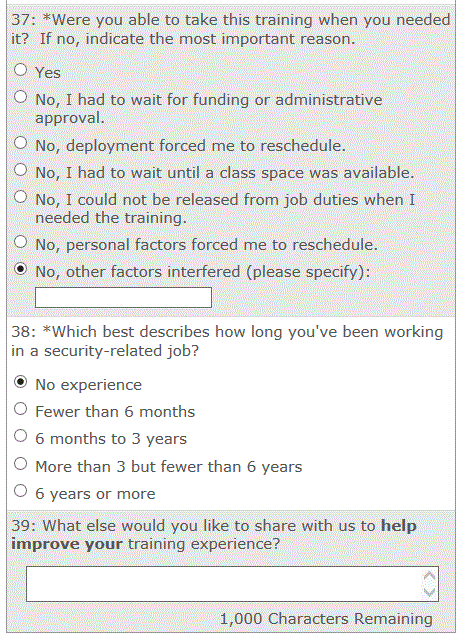 37: *Were you able to take this training when you needed
it?  If no, indicate the most important reason.
Yes
No, I had to wait for funding or administrative
approval.
No, deployment forced me to reschedule.
No, I had to wait until a class space was available.
No, I could not be released from job duties when I
needed the training.
No, personal factors forced me to reschedule.
No, other factors interfered (please specify):
38: *Which best describes how long you've been working
in a security-related job?
No experience
Fewer than 6 months
6 months to 3 years
More than 3 but fewer than 6 years
6 years or more
39: What else would you like to share with us to help
improve your training experience?
1,000 Characters Remaining